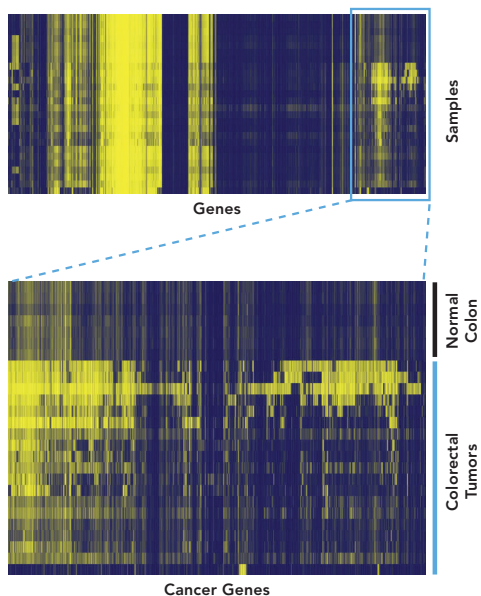 Samples
Genes
Normal
Colon
Colorectal
Tumors
Cancer Genes